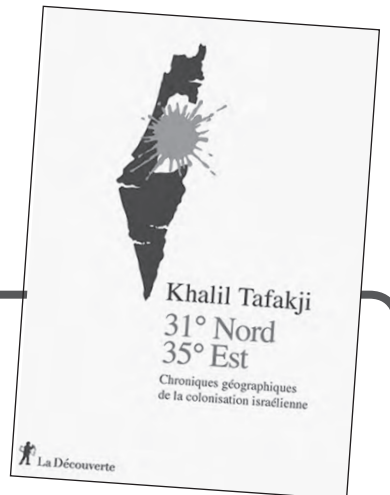 Khalil Tafakji
31° Nord
35° Est
Chroniques géographiques
de la colonisation israélienne
La Découverte